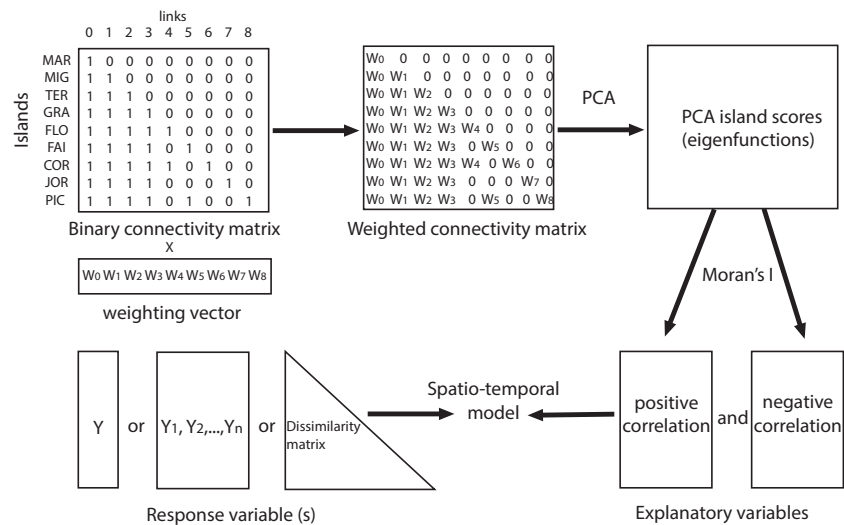 links
0 1 2 3 4 5 6 7 8
Islands
MAR 1 0 0 0 0 0 0 0 0
MIG 1 1 0 0 0 0 0 0 0
TER 1 1 1 0 0 0 0 0 0
GRA 1 1 1 1 0 0 0 0 0
FLO 1 1 1 1 1 0 0 0 0
FAI 1 1 1 1 0 1 0 0 0
COR 1 1 1 1 1 0 1 0 0
JOR 1 1 1 1 0 0 0 1 0
PIC 1 1 1 1 0 1 0 0 1
Binary connectivity matrix
X
W0 W1 W2 W3 W4 W5 W6 W7 W8
weighting vector
W0 0 0 0 0 0 0 0 0
W0 W1 0 0 0 0 0 0 0
W0 W1 W2 0 0 0 0 0 0
W0 W1 W2 W3 0 0 0 0 0
W0 W1 W2 W3 W4 0 0 0 0
W0 W1 W2 W3 0 W5 0 0 0
W0 W1 W2 W3 W4 0 W6 0 0
W0 W1 W2 W3 0 0 0 W7 0
W0 W1 W2 W3 0 W5 0 0 W8
Weighted connectivity matrix
PCA
PCA island scores
(eigenfunctions)
Moran's I
Y
or
Y1, Y2,...,Yn
or
Dissimilarity
matrix
Response variable (s)
Spatio-temporal
model
positive
correlation
and
negative
correlation
Explanatory variables